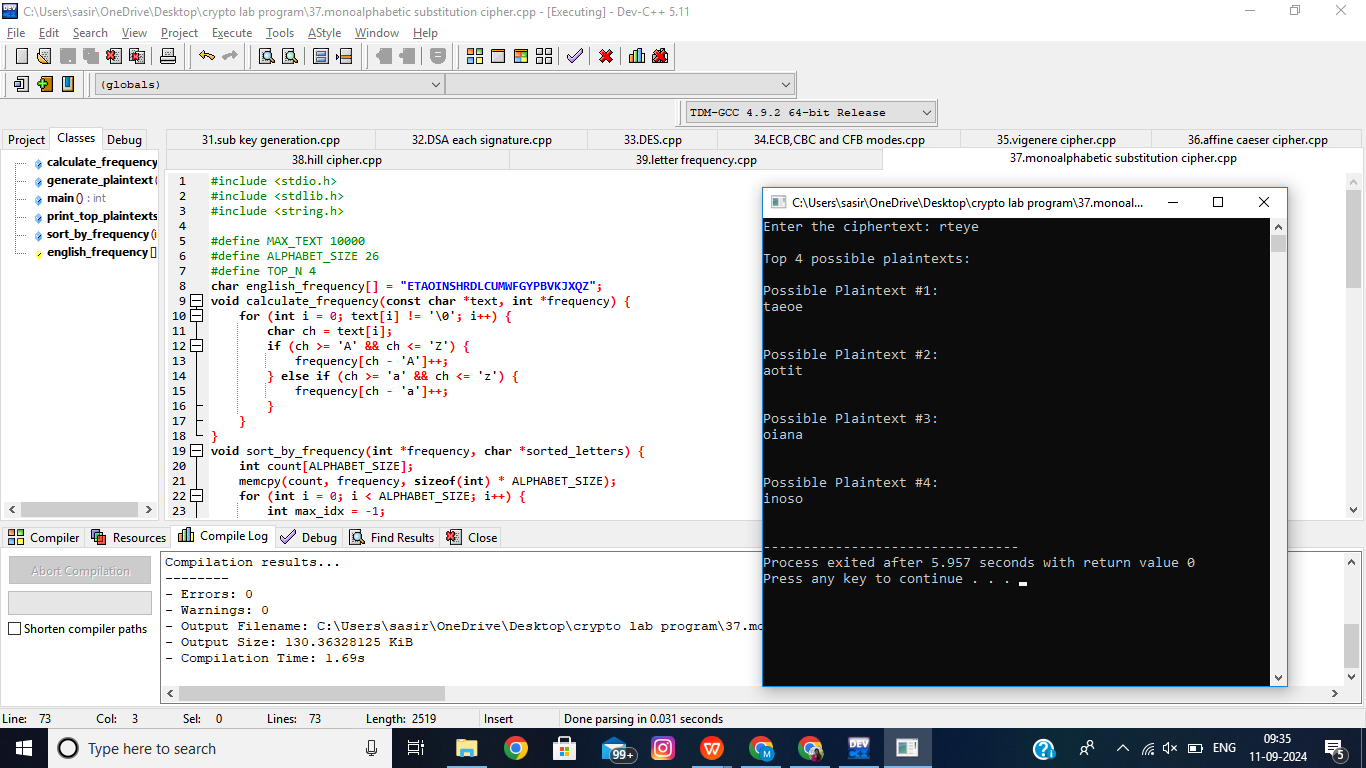 C:\Users\sasir\OneDrive\Desktop\crypto lab program\37.monoalphabetic substitution cipher.cpp - [Executing] - Dev-C++ 5.11
File Edit Search View Project Execute Tools AStyle Window Help
(globals)
TDM-GCC 4.9.2 64-bit Release
Project Classes Debug
31.sub key generation.cpp 32.DSA each signature.cpp 33.DES.cpp 34.ECB,CBC and CFB modes.cpp 35.vigenere cipher.cpp 36.affine caeser cipher.cpp
38.hill cipher.cpp 39.letter frequency.cpp 37.monoalphabetic substitution cipher.cpp
calculate_frequency
generate_plaintext (
main () : int
print_top_plaintexts
sort_by_frequency (i
english_frequency []
1 #include <stdio.h>
2 #include <stdlib.h>
3 #include <string.h>
4
5 #define MAX_TEXT 10000
6 #define ALPHABET_SIZE 26
7 #define TOP_N 4
8 char english_frequency[] = "ETAOINSHRDLCUMWFGYPBVKJXQZ";
9 void calculate_frequency(const char *text, int *frequency) {
10 for (int i = 0; text[i] != '\0'; i++) {
11 char ch = text[i];
12 if (ch >= 'A' && ch <= 'Z') {
13 frequency[ch - 'A']++;
14 } else if (ch >= 'a' && ch <= 'z') {
15 frequency[ch - 'a']++;
16 }
17 }
18 }
19 void sort_by_frequency(int *frequency, char *sorted_letters) {
20 int count[ALPHABET_SIZE];
21 memcpy(count, frequency, sizeof(int) * ALPHABET_SIZE);
22 for (int i = 0; i < ALPHABET_SIZE; i++) {
23 int max_idx = -1;
C:\Users\sasir\OneDrive\Desktop\crypto lab program\37.monoal...
Enter the ciphertext: rteye
Top 4 possible plaintexts:
Possible Plaintext #1:
taeoe
Possible Plaintext #2:
aotit
Possible Plaintext #3:
oiana
Possible Plaintext #4:
inoso
--------------------------------
Process exited after 5.957 seconds with return value 0
Press any key to continue . . .
Compiler Resources Compile Log Debug Find Results Close
Abort Compilation
Shorten compiler paths
Compilation results...
--------
- Errors: 0
- Warnings: 0
- Output Filename: C:\Users\sasir\OneDrive\Desktop\crypto lab program\37.mo
- Output Size: 130.36328125 KiB
- Compilation Time: 1.69s
Line: 73 Col: 3 Sel: 0 Lines: 73 Length: 2519 Insert Done parsing in 0.031 seconds
Type here to search
99+
M
DEV
ENG
09:35
11-09-2024
5